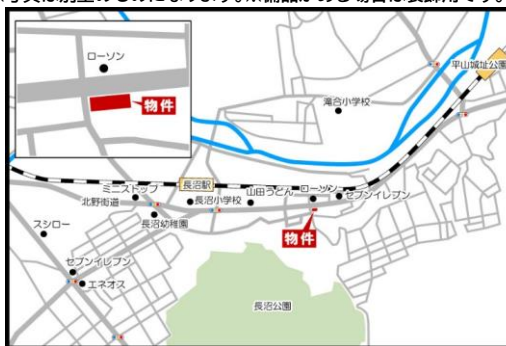 ローソン
物件
平山城址公園
滝合小学校
長沼駅
ミニストップ
北野街道
長沼小学校
山田うどん
ローソン
セブンイレブン
長沼幼稚園
スシロー
物件
セブンイレブン
エネオス
長沼公園